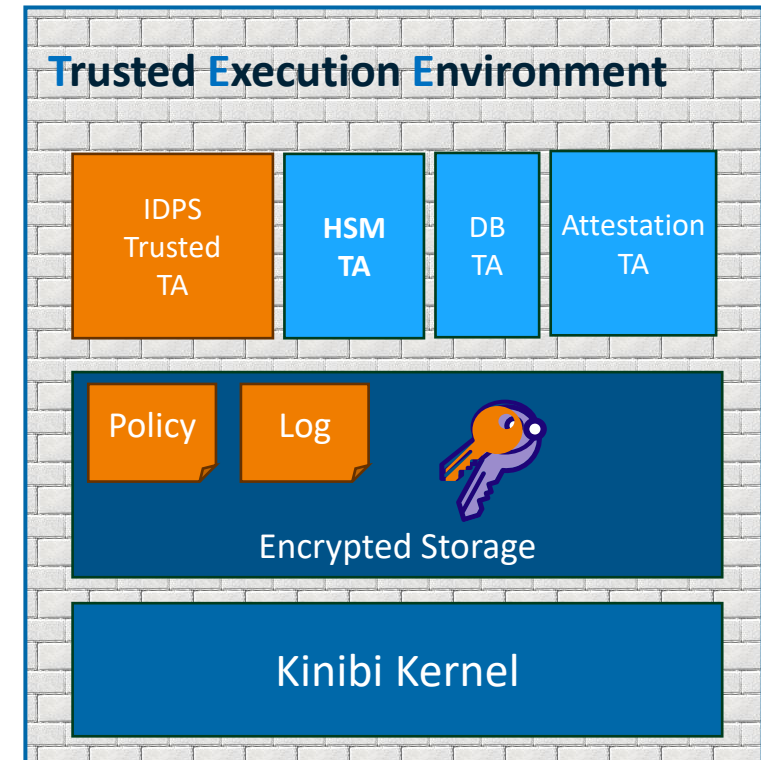 Trusted Execution Environment
IDPS
Trusted
TA
HSM
TA
DB
TA
Attestation
TA
Policy
Log
Encrypted Storage
Kinibi Kernel